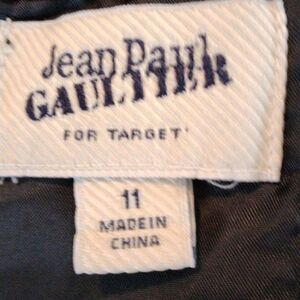 Jean Paul
GAULTIER
FOR TARGET
11
MADE IN
CHINA